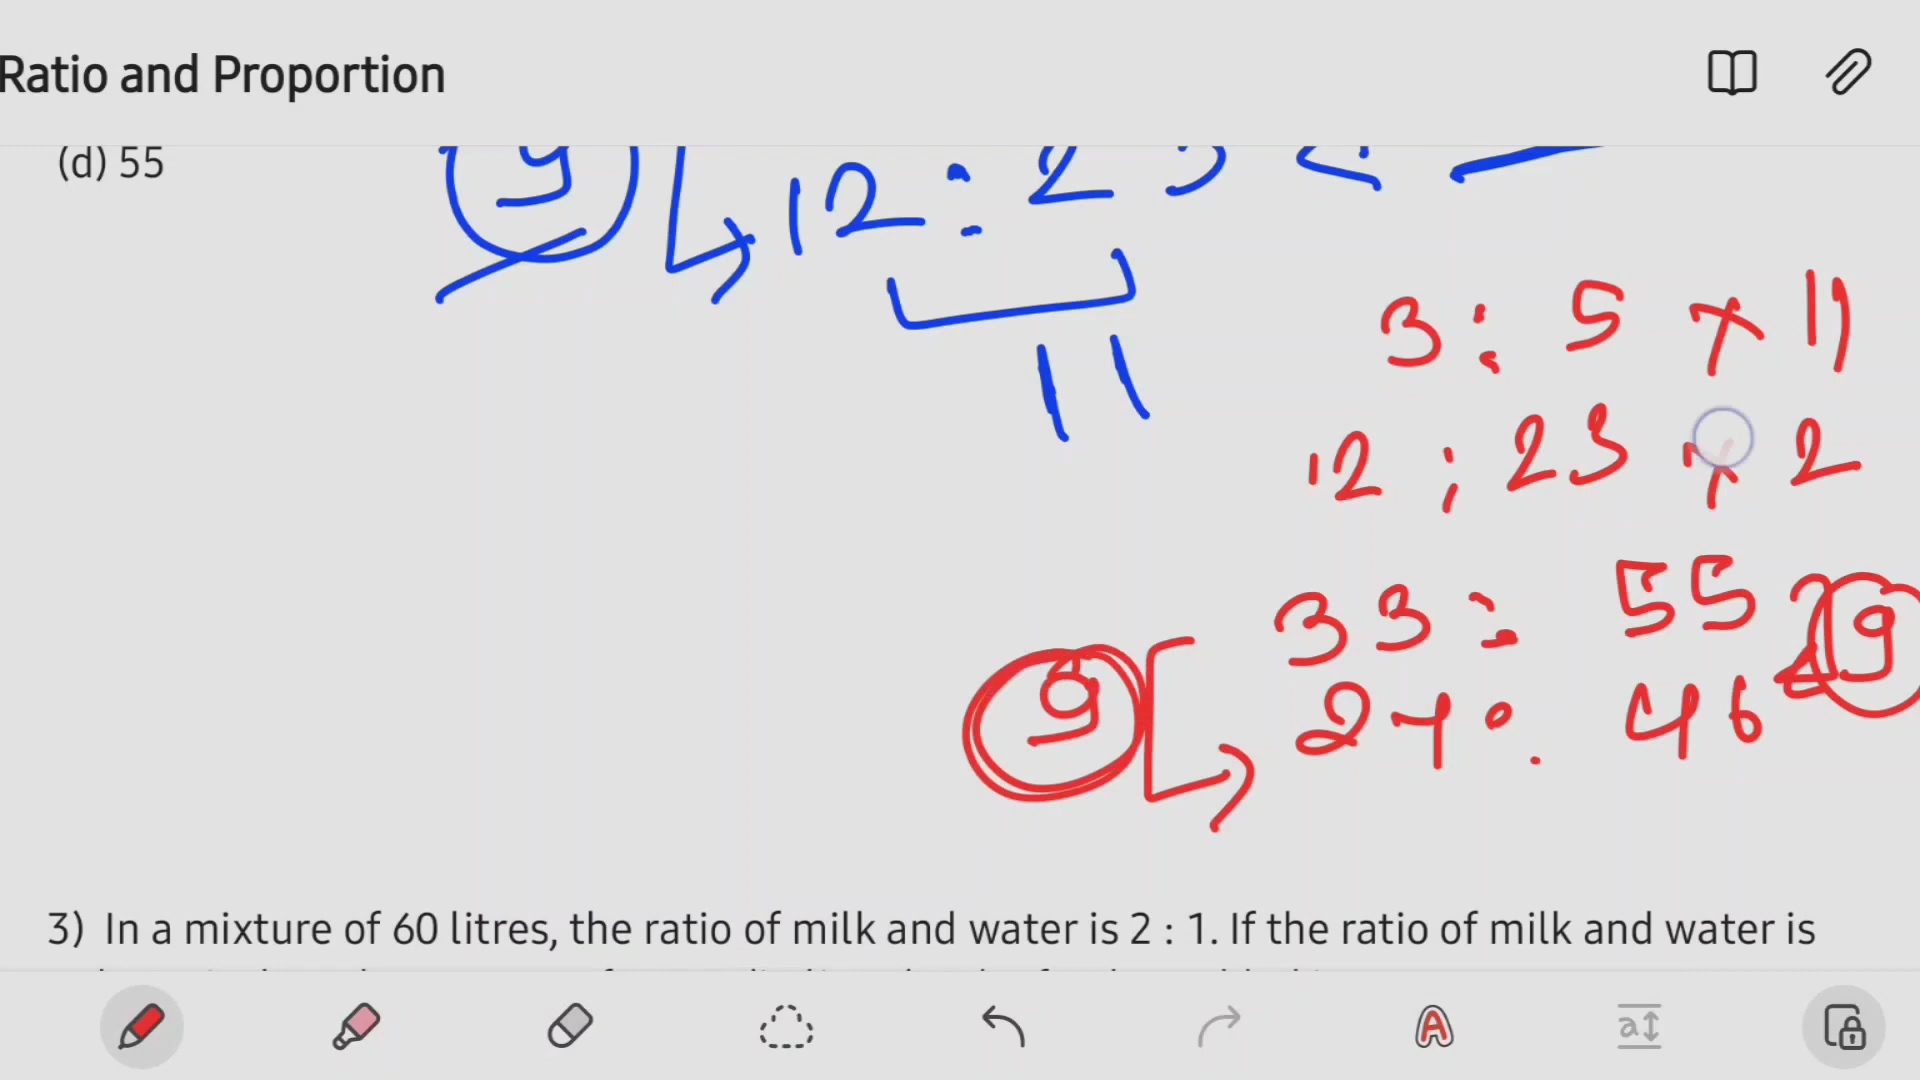 Ratio and Proportion
(d) 55
9
12 : 23
11
3 : 5 × 11
12 : 23 × 2
33 : 55
9
24 : 46
9
3) In a mixture of 60 litres, the ratio of milk and water is 2 : 1. If the ratio of milk and water is